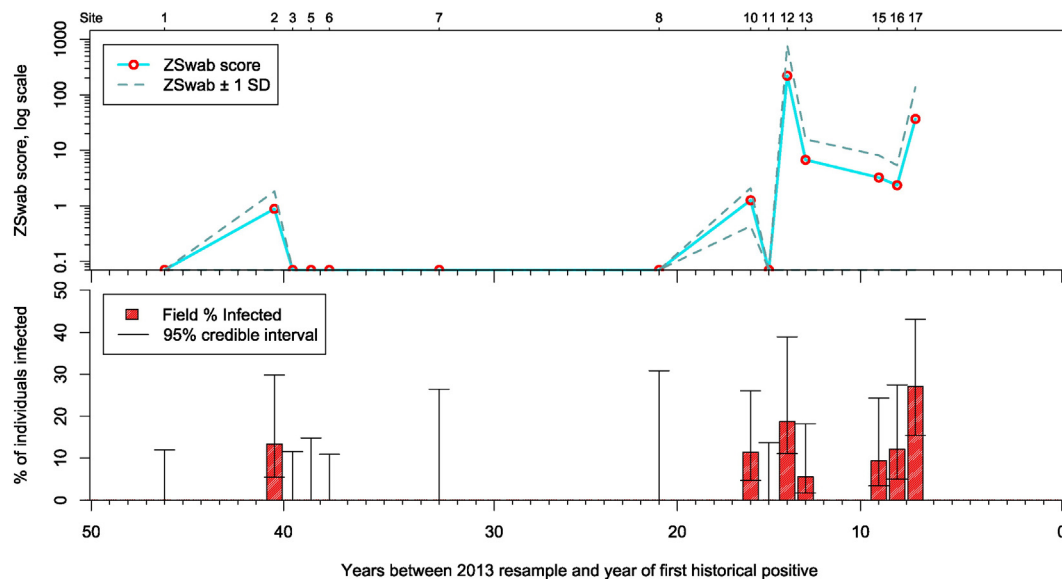 Site 1 2 3 5 6 7 8 10 11 12 13 15 16 17
1000
100
10
1
0.1
ZSwab score, log scale
ZSwab score
ZSwab ± 1 SD
50
40
30
20
10
0
% of individuals infected
Field % Infected
95% credible interval
50 40 30 20 10 0
Years between 2013 resample and year of first historical positive